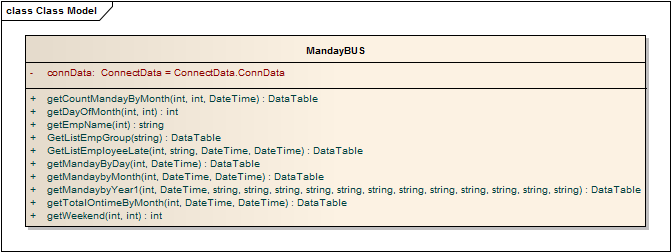 class Class Model
MandayBUS
- connData: ConnectData = ConnectData.ConnData
+ getCountMandayByMonth(int, int, DateTime) : DataTable
+ getDayOfMonth(int, int) : int
+ getEmpName(int) : string
+ GetListEmpGroup(string) : DataTable
+ GetListEmployeeLate(int, string, DateTime, DateTime) : DataTable
+ getMandayByDay(int, DateTime) : DataTable
+ getMandaybyMonth(int, DateTime, DateTime) : DataTable
+ getMandaybyYear1(int, DateTime, string, string, string, string, string, string, string, string, string, string, string, string) : DataTable
+ getTotalOntimeByMonth(int, DateTime, DateTime) : DataTable
+ getWeekend(int, int) : int